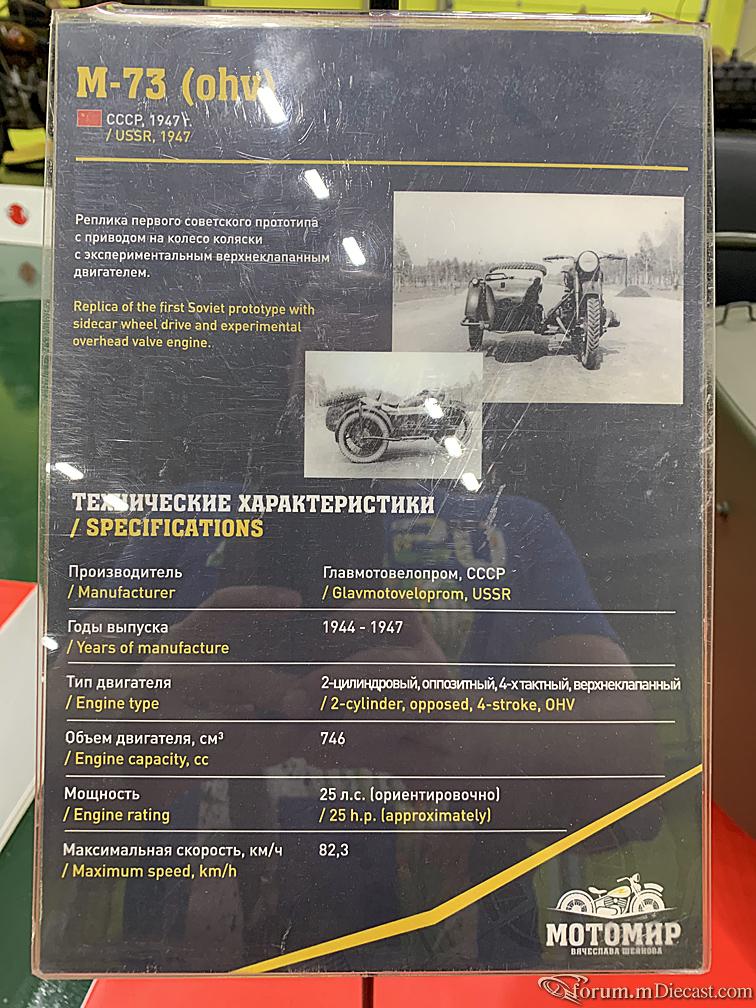 М-73 (ohv)
СССР, 1947 г.
/ USSR, 1947
Реплика первого советского прототипа
с приводом на колесо коляски
с экспериментальным верхнеклапанным
двигателем.
Replica of the first Soviet prototype with
sidecar wheel drive and experimental
overhead valve engine.
ТЕХНИЧЕСКИЕ ХАРАКТЕРИСТИКИ
/ SPECIFICATIONS
Производитель
/ Manufacturer
Главмотовелопром, СССР
/ Glavmotoveloprom, USSR
Годы выпуска
/ Years of manufacture
1944 - 1947
Тип двигателя
/ Engine type
2-цилиндровый, оппозитный, 4-х тактный, верхнеклапанный
/ 2-cylinder, opposed, 4-stroke, OHV
Объем двигателя, см³
/ Engine capacity, cc
746
Мощность
/ Engine rating
25 л.с. (ориентировочно)
/ 25 h.p. (approximately)
Максимальная скорость, км/ч
/ Maximum speed, km/h
82,3
МОТОМИР
ВЯЧЕСЛАВА ШЕЯНОВА
forum.mDiecast.com